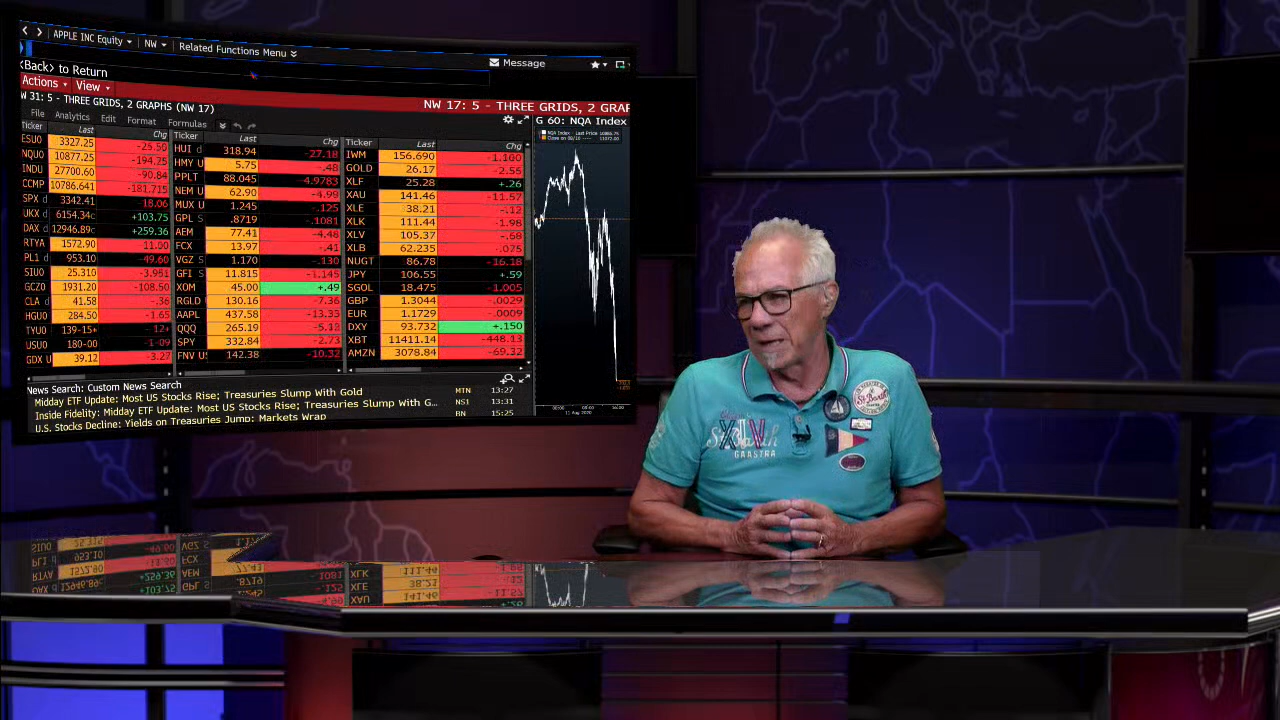 APPLE INC Equity NW Related Functions Menu
Message
<Back> to Return
Actions View
W 31: 5 - THREE GRIDS, 2 GRAPHS (NW 17) NW 17: 5 - THREE GRIDS, 2 GRAF
File Analytics Edit Format Formulas
G 60: NQA Index
Ticker Last Chg Ticker Last Chg Ticker Last Chg
ESU0 3327.25 -25.50 HUI d 318.94 -27.18 IWM 156.690 -1.100
NQU0 10877.25 -194.25 HMY U 5.75 -.48 GOLD 26.17 -2.55
INDU 27700.60 -90.84 PPLT 88.045 -4.9783 XLF 25.28 +.26
CCMP 10786.641 -181.715 NEM U 62.90 -4.99 XAU 141.46 -11.57
SPX d 3342.41 -18.06 MUX U 1.245 -.125 XLE 38.21 -.12
UKX d 6154.34c +103.75 GPL S .8719 -.1081 XLK 111.44 -1.98
DAX d 12946.89c +259.36 AEM 77.41 -4.48 XLV 105.37 -.68
RTYA 1572.90 -11.00 FCX 13.97 -.41 XLB 62.235 -.075
PL1 d 953.10 -49.60 VGZ S 1.170 -.130 NUGT 86.78 -16.18
SIU0 25.310 -3.951 GFI S 11.815 -1.145 JPY 106.55 +.59
GCZ0 1931.20 -108.50 XOM 45.00 +.49 SGOL 18.475 -1.005
CLA d 41.58 -.36 RGLD 130.16 -7.36 GBP 1.3044 -.0029
HGU0 284.50 -1.65 AAPL 437.58 -13.33 EUR 1.1729 -.0009
TYU0 139-15+ - 12+ QQQ 265.19 -5.12 DXY 93.732 +.150
USU0 180-00 -1-09 SPY 332.84 -2.73 XBT 11411.14 -448.13
GDX U 39.12 -3.27 FNV US 142.38 -10.32 AMZN 3078.84 -69.32
11 Aug 2020
News Search: Custom News Search
Midday ETF Update: Most US Stocks Rise; Treasuries Slump With Gold MTN 13:27
Inside Fidelity: Midday ETF Update: Most US Stocks Rise; Treasuries Slump With G... NS1 13:31
U.S. Stocks Decline: Yields on Treasuries Jump: Markets Wrap BN 15:25
XLV
St Barth
GAASTRA
St Barth